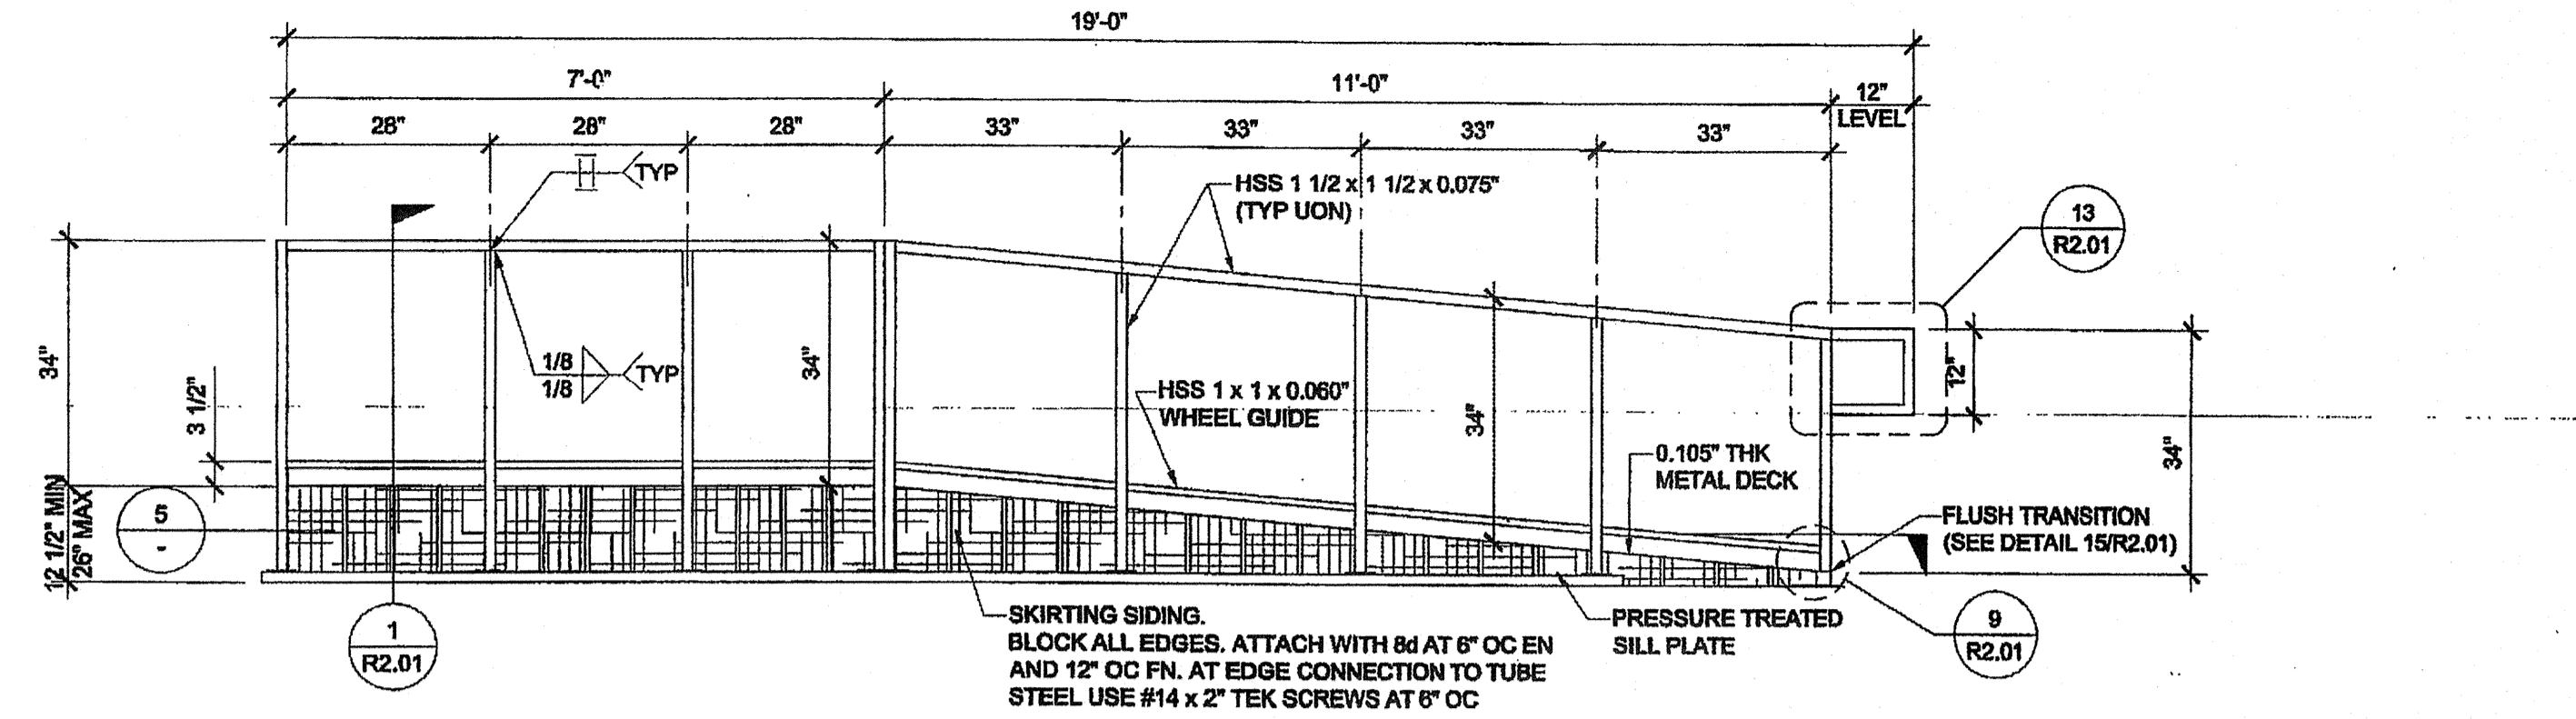 19'-0"
7'-0"
11'-0"
12"
LEVEL
28"
28"
28"
33"
33"
33"
33"
TYP
HSS 1 1/2 x 1 1/2 x 0.075"
(TYP UON)
13
R2.01
34"
3 1/2"
1/8
1/8
TYP
34"
HSS 1 x 1 x 0.060"
WHEEL GUIDE
34"
12"
34"
0.105" THK
METAL DECK
12 1/2" MIN
26" MAX
5
-
FLUSH TRANSITION
(SEE DETAIL 15/R2.01)
1
R2.01
SKIRTING SIDING.
BLOCK ALL EDGES. ATTACH WITH 8d AT 6" OC EN
AND 12" OC FN. AT EDGE CONNECTION TO TUBE
STEEL USE #14 x 2" TEK SCREWS AT 6" OC
PRESSURE TREATED
SILL PLATE
9
R2.01